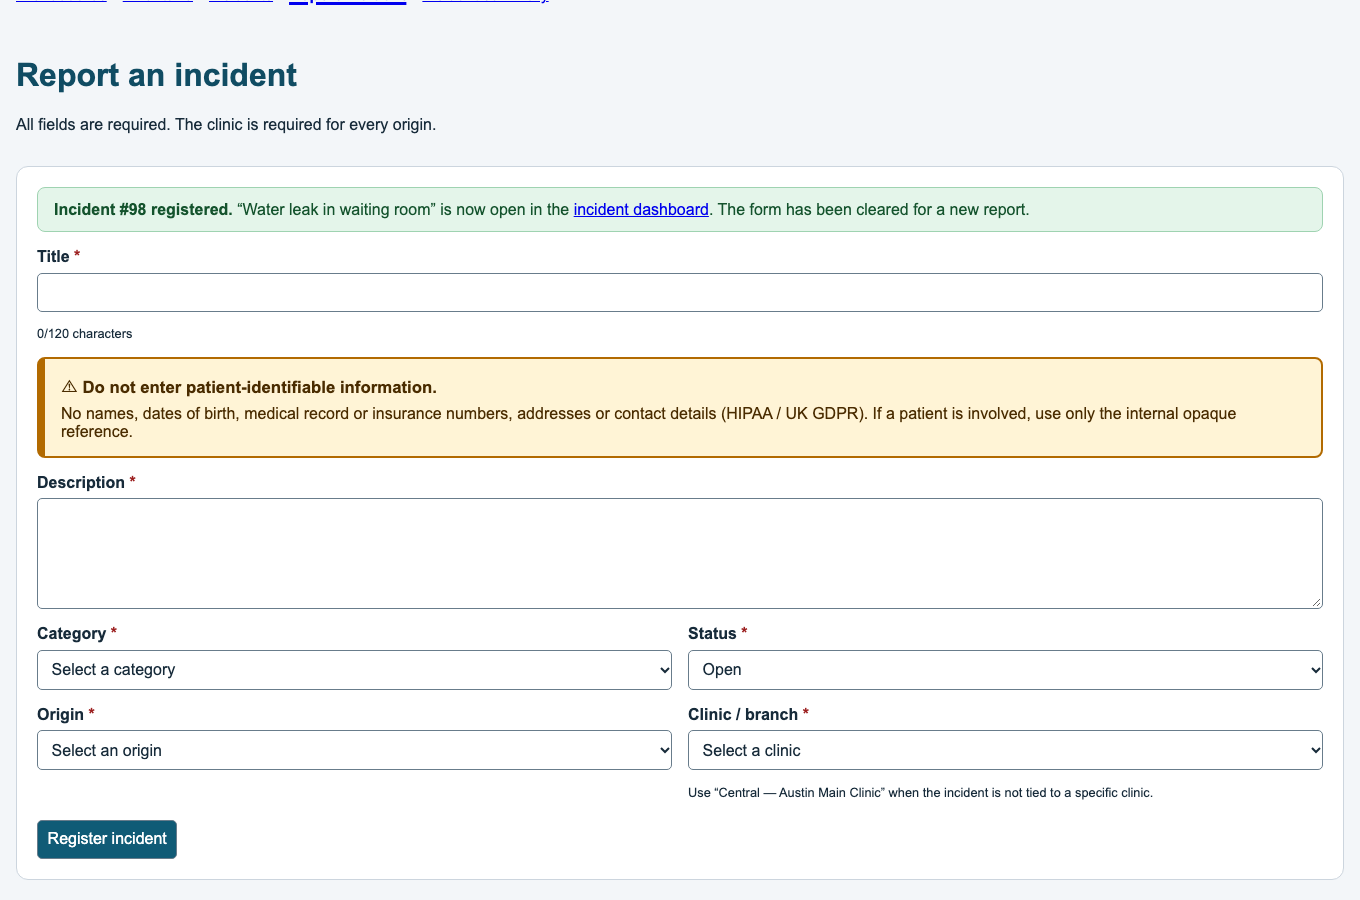 Report an incident
All fields are required. The clinic is required for every origin.
Incident #98 registered. “Water leak in waiting room” is now open in the incident dashboard. The form has been cleared for a new report.
Title *
0/120 characters
⚠ Do not enter patient-identifiable information.
No names, dates of birth, medical record or insurance numbers, addresses or contact details (HIPAA / UK GDPR). If a patient is involved, use only the internal opaque
reference.
Description *
Category *
Status *
Select a category
Open
Origin *
Clinic / branch *
Select an origin
Select a clinic
Use “Central — Austin Main Clinic” when the incident is not tied to a specific clinic.
Register incident